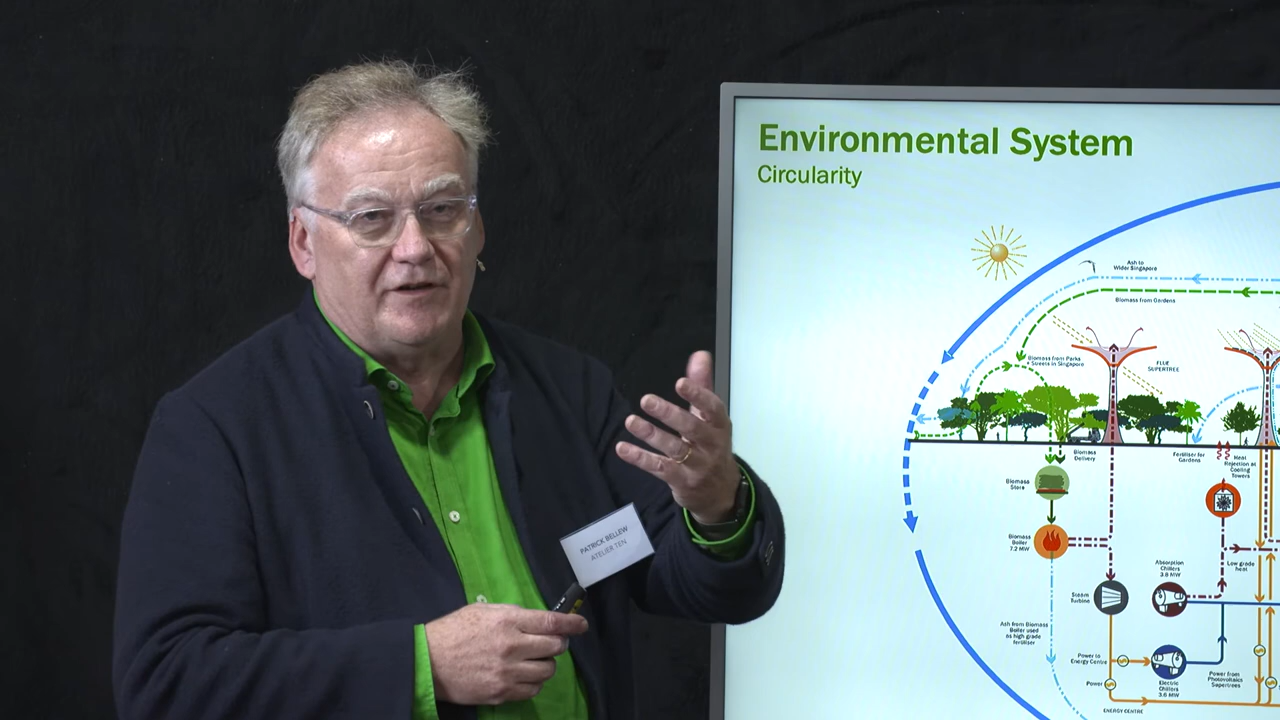 Environmental System
Circularity
Ash to
Wider Singapore
Biomass from Gardens
Biomass from Parks
+ Streets in Singapore
FLUE
SUPERTREE
Biomass
Delivery
Fertiliser for
Gardens
Heat
Rejection at
Cooling
Towers
Biomass
Store
Biomass
Boiler
7.2 MW
Low grade
heat
Absorption
Chillers
3.8 MW
Steam
Turbine
Ash from Biomass
Boiler used
as high grade
fertiliser
Power to
Energy Centre
Power
Electric
Chillers
3.6 MW
Power from
Photovoltaics
Supertrees
ENERGY CENTRE
PATRICK BELLEW
ATELIER TEN